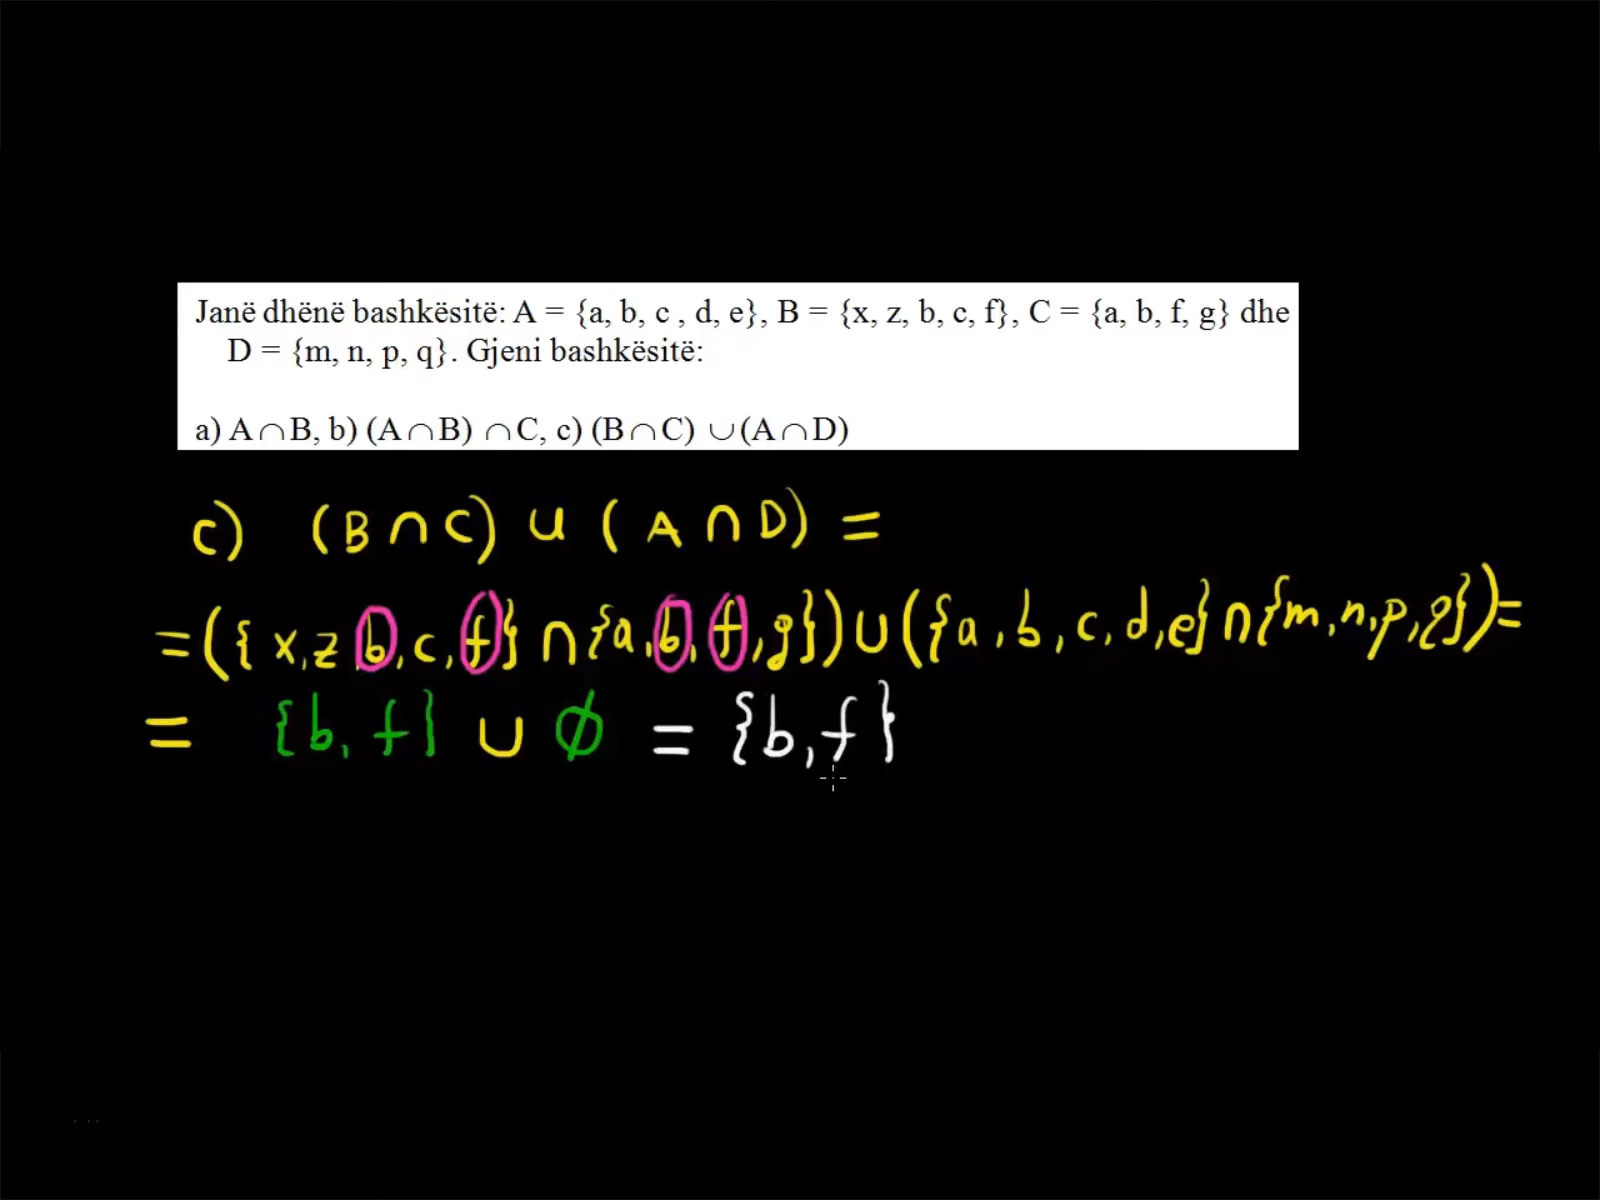 Janë dhënë bashkësitë: A = {a, b, c , d, e}, B = {x, z, b, c, f}, C = {a, b, f, g} dhe
D = {m, n, p, q}. Gjeni bashkësitë:
a) A∩B, b) (A∩B) ∩C, c) (B∩C) ∪(A∩D)
c) (B∩C) ∪ (A∩D) =
=({x,z,b,c,f}∩{a,b,f,g})∪({a,b,c,d,e}∩{m,n,p,q})=
= {b, f} ∪ ∅ = {b,f}